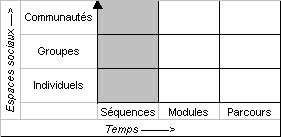 Espaces sociaux —>
Communautés
Groupes
Individuels
Séquences Modules Parcours
Temps ——>